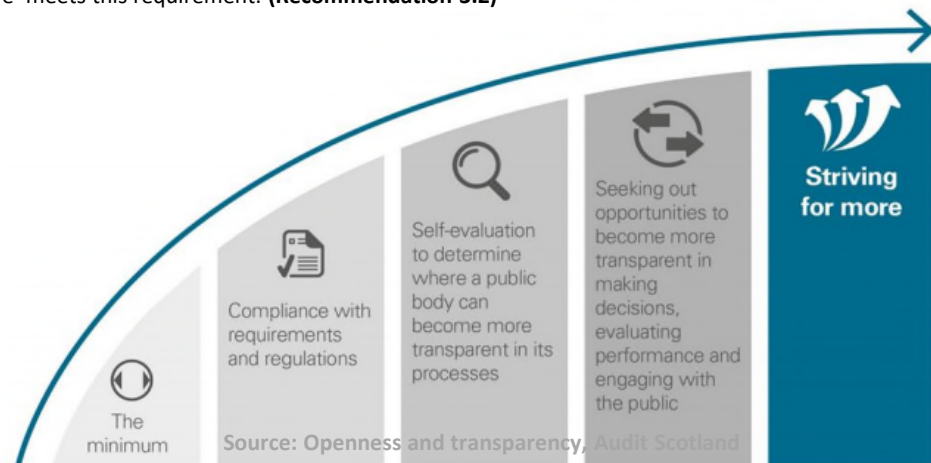 meets this requirement. (Recommendation
Striving
for more
Seeking out
opportunities to
become more
transparent in
making
decisions,
evaluating
performance and
engaging with
the public
Self-evaluation
to determine
where a public
body can
become more
transparent in its
processes
Compliance with
requirements
and regulations
The
minimum
Source: Openness and transparency, Audit Scotland